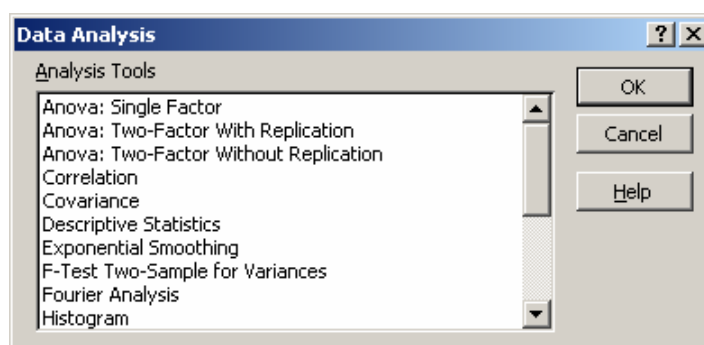 Data Analysis
Analysis Tools
Anova: Single Factor
Anova: Two-Factor With Replication
Anova: Two-Factor Without Replication
Correlation
Covariance
Descriptive Statistics
Exponential Smoothing
F-Test Two-Sample for Variances
Fourier Analysis
Histogram
OK
Cancel
Help